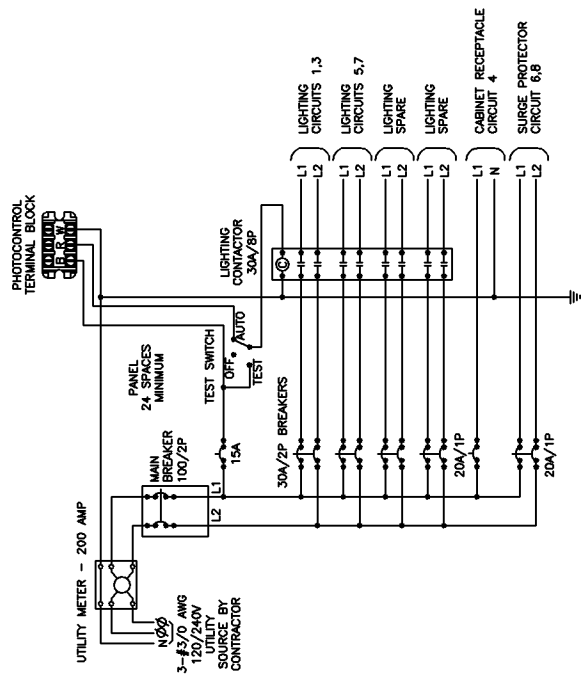 PHOTOCONTROL
TERMINAL BLOCK
B R W
UTILITY METER - 200 AMP
N ØØ
3-#3/0 AWG
120/240V
UTILITY
SOURCE BY
CONTRACTOR
MAIN
BREAKER
100/2P
L1
L2
PANEL
24 SPACES
MINIMUM
15A
TEST SWITCH
OFF
AUTO
TEST
LIGHTING
CONTACTOR
30A/8P
C
30A/2P BREAKERS
20A/1P
20A/1P
L1
L2
LIGHTING
CIRCUITS 1,3
L1
L2
LIGHTING
CIRCUITS 5,7
L1
L2
LIGHTING
SPARE
L1
L2
LIGHTING
SPARE
L1
N
CABINET RECEPTACLE
CIRCUIT 4
L1
L2
SURGE PROTECTOR
CIRCUIT 6,8